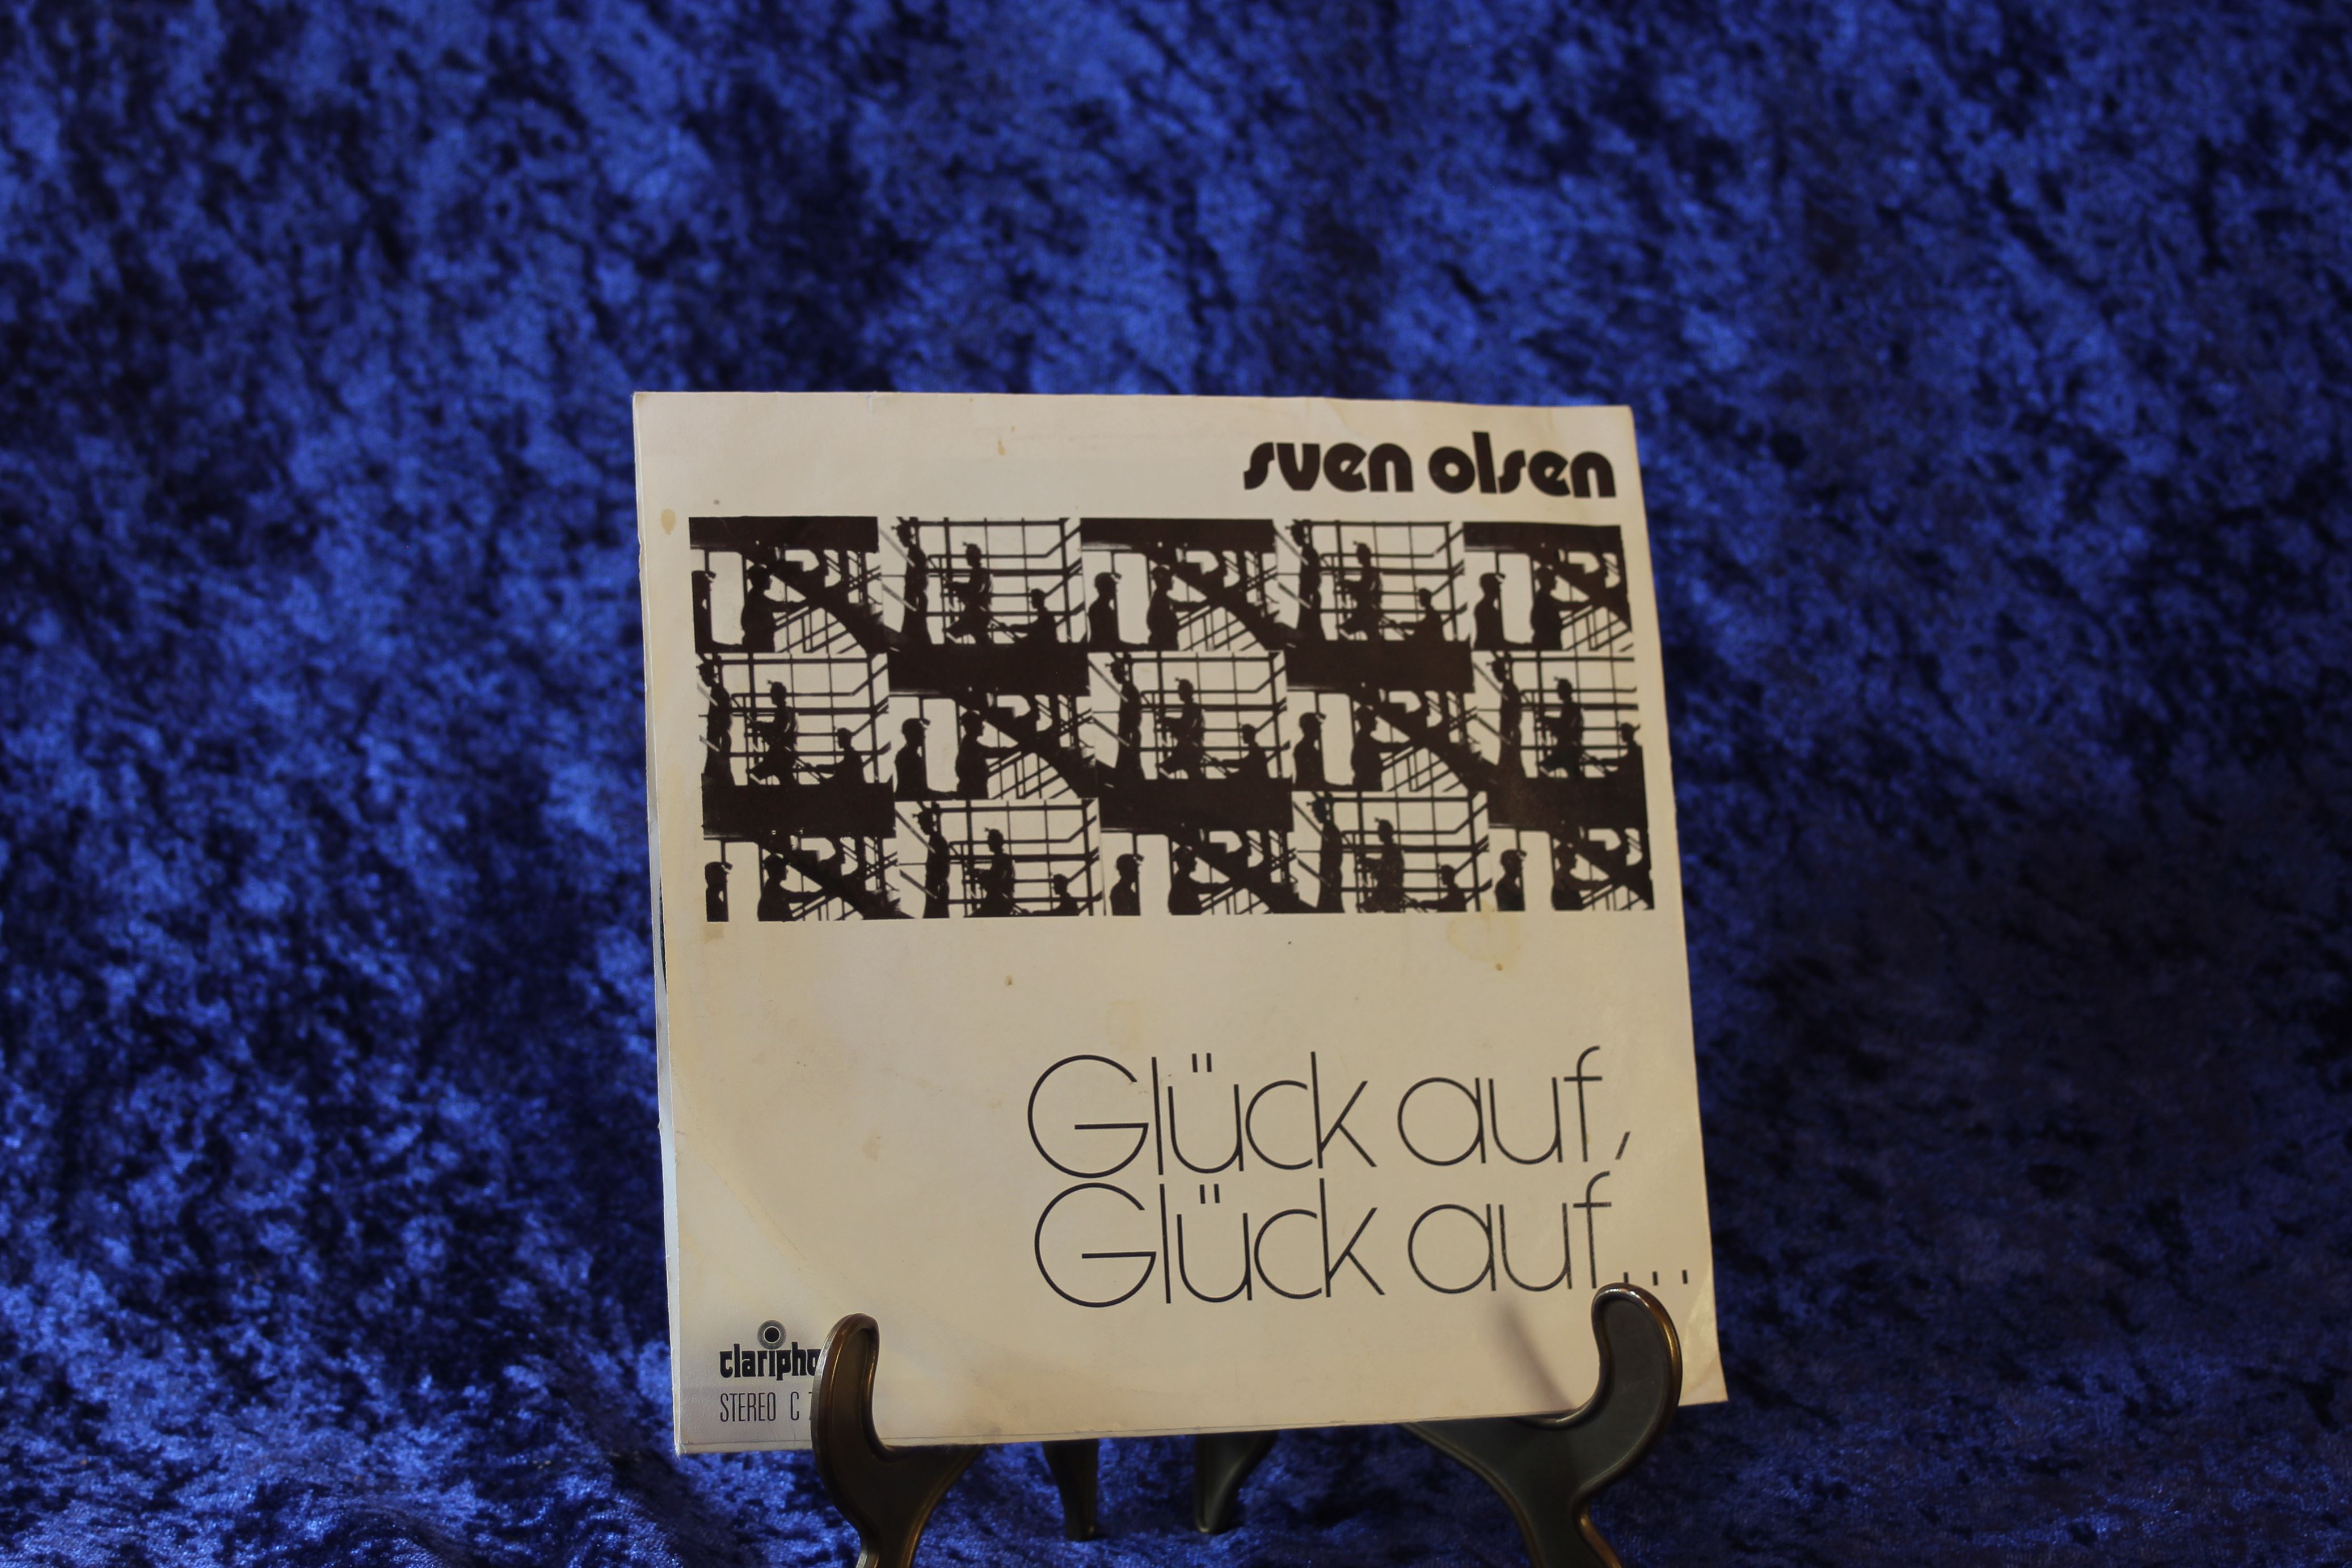 sven olsen
Glück auf,
Glück auf...
STEREO C